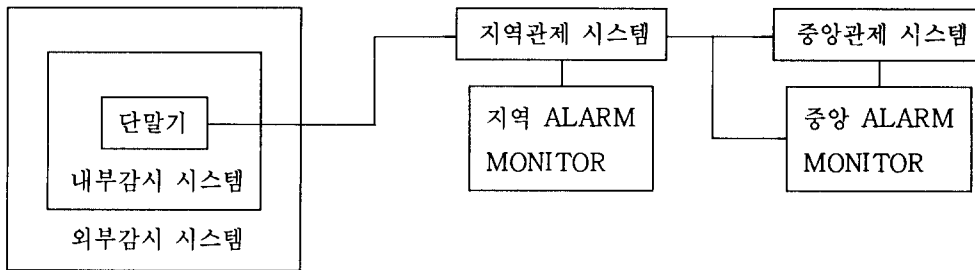 단말기
내부감시 시스템
외부감시 시스템
지역관제 시스템
지역 ALARM
MONITOR
중앙관제 시스템
중앙 ALARM
MONITOR